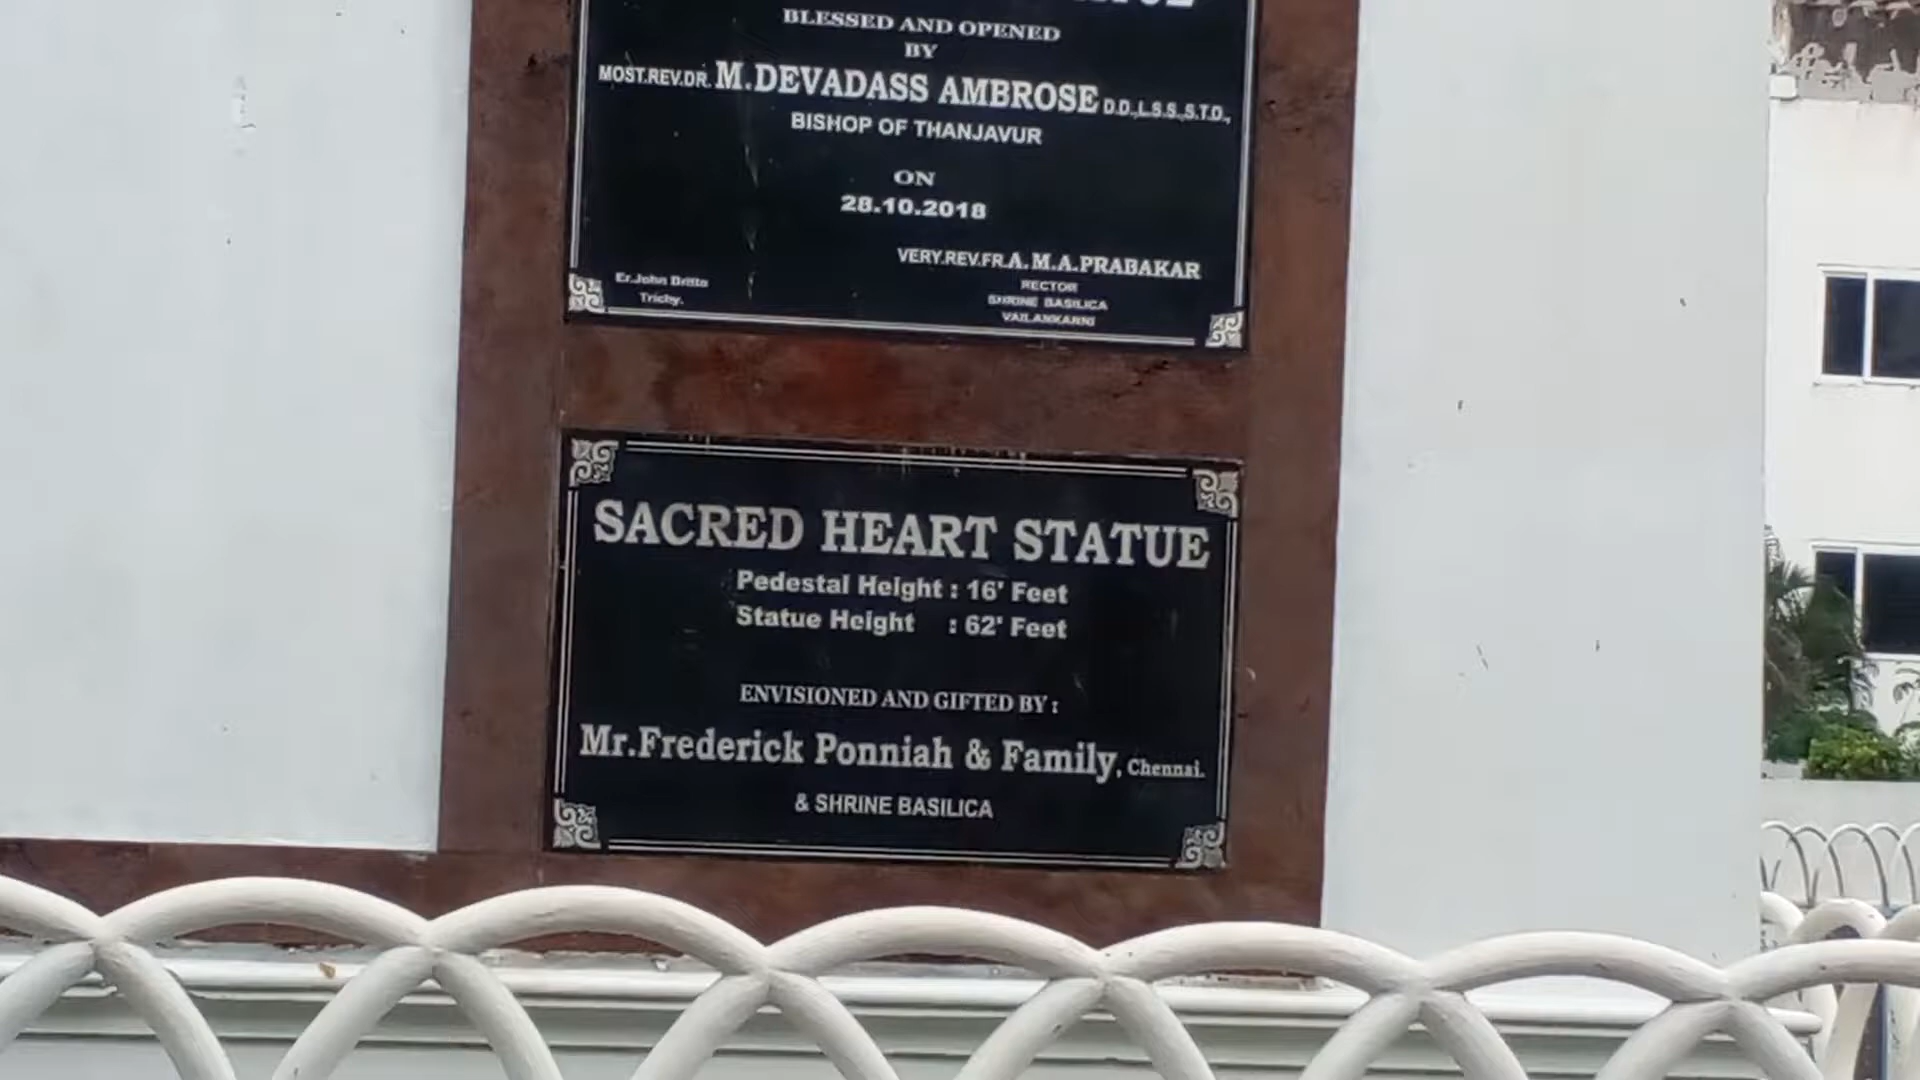 BLESSED AND OPENED
BY
MOST.REV.DR. M.DEVADASS AMBROSE D.D.,L.S.S.,S.T.D.,
BISHOP OF THANJAVUR
ON
28.10.2018
VERY.REV.FR.A.M.A.PRABAKAR
RECTOR
SHRINE BASILICA
VAILANKANNI
Er.John Britto
Trichy.
SACRED HEART STATUE
Pedestal Height : 16' Feet
Statue Height : 62' Feet
ENVISIONED AND GIFTED BY :
Mr.Frederick Ponniah & Family, Chennai.
& SHRINE BASILICA